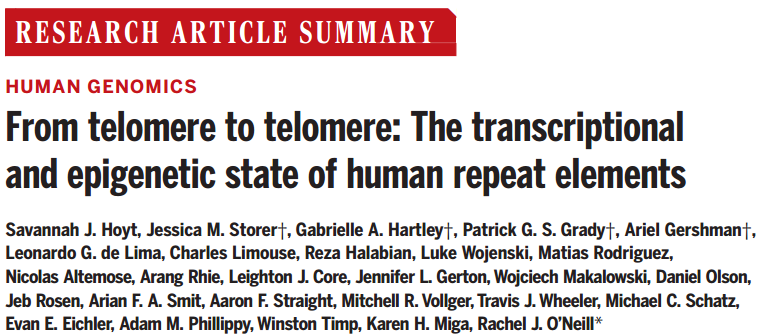 RESEARCH ARTICLE SUMMARY
HUMAN GENOMICS
From telomere to telomere: The transcriptional
and epigenetic state of human repeat elements
Savannah J. Hoyt, Jessica M. Storer†, Gabrielle A. Hartley†, Patrick G. S. Grady†, Ariel Gershman†,
Leonardo G. de Lima, Charles Limouse, Reza Halabian, Luke Wojenski, Matias Rodriguez,
Nicolas Altemose, Arang Rhie, Leighton J. Core, Jennifer L. Gerton, Wojciech Makalowski, Daniel Olson,
Jeb Rosen, Arian F. A. Smit, Aaron F. Straight, Mitchell R. Vollger, Travis J. Wheeler, Michael C. Schatz,
Evan E. Eichler, Adam M. Phillippy, Winston Timp, Karen H. Miga, Rachel J. O’Neill*